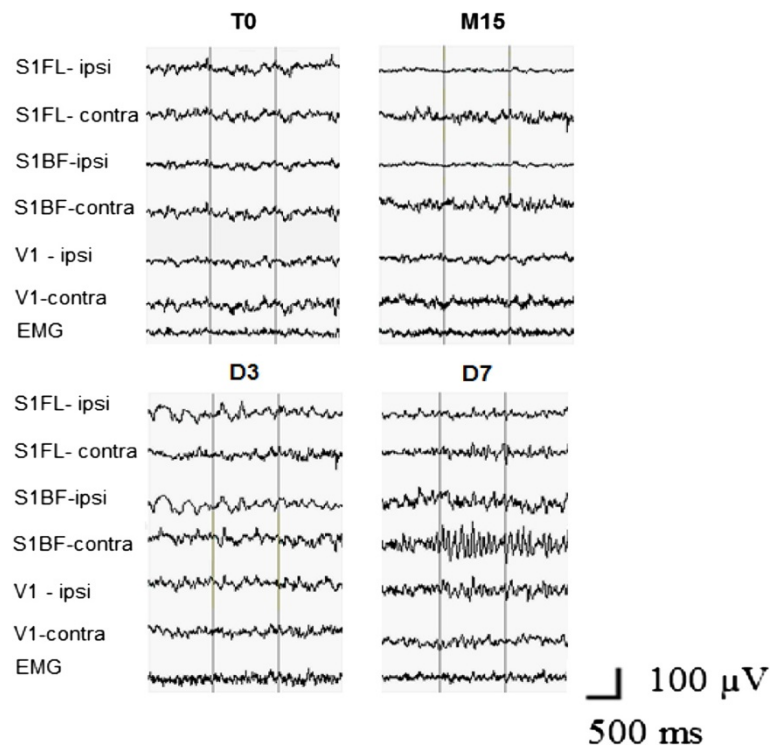 T0 M15
S1FL- ipsi
S1FL- contra
S1BF-ipsi
S1BF-contra
V1 - ipsi
V1-contra
EMG
D3 D7
S1FL- ipsi
S1FL- contra
S1BF-ipsi
S1BF-contra
V1 - ipsi
V1-contra
EMG
100 µV
500 ms